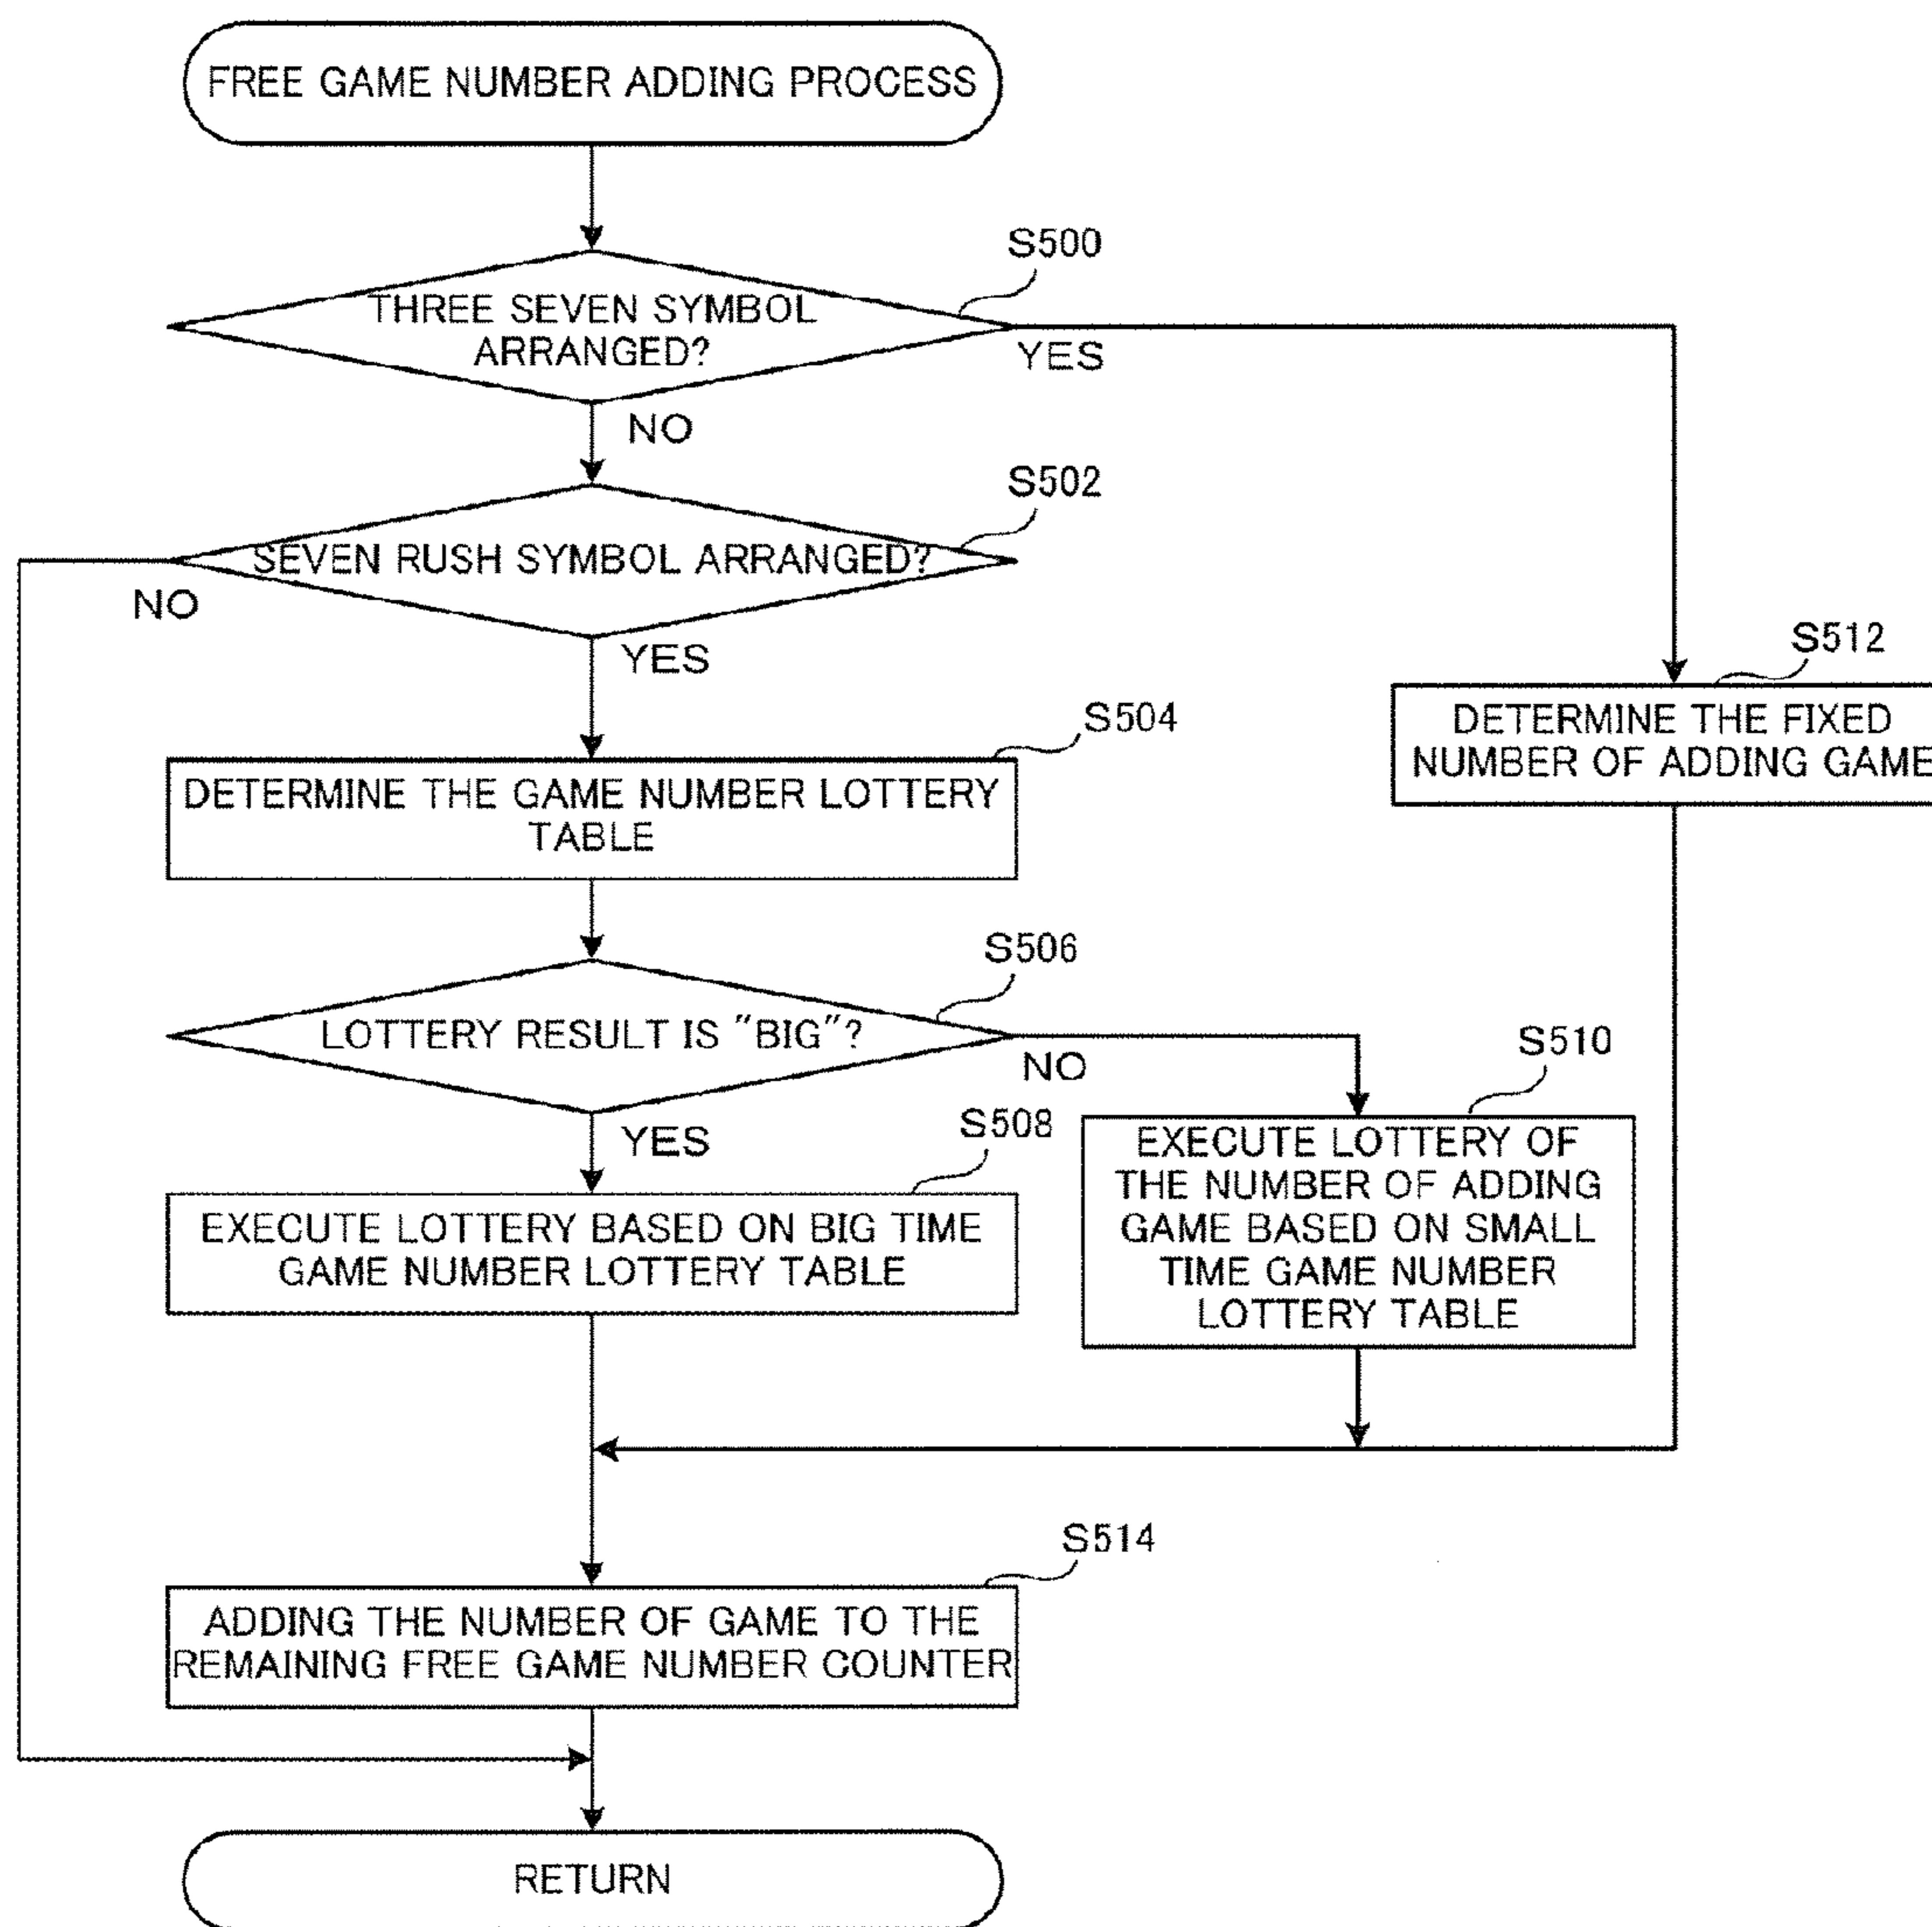 FREE GAME NUMBER ADDING PROCESS
S500
THREE SEVEN SYMBOL
ARRANGED?
YES
NO
S502
SEVEN RUSH SYMBOL ARRANGED?
NO
YES
S512
DETERMINE THE FIXED
NUMBER OF ADDING GAME
S504
DETERMINE THE GAME NUMBER LOTTERY
TABLE
S506
LOTTERY RESULT IS "BIG"?
NO
YES
S510
EXECUTE LOTTERY OF
THE NUMBER OF ADDING
GAME BASED ON SMALL
TIME GAME NUMBER
LOTTERY TABLE
S508
EXECUTE LOTTERY BASED ON BIG TIME
GAME NUMBER LOTTERY TABLE
S514
ADDING THE NUMBER OF GAME TO THE
REMAINING FREE GAME NUMBER COUNTER
RETURN